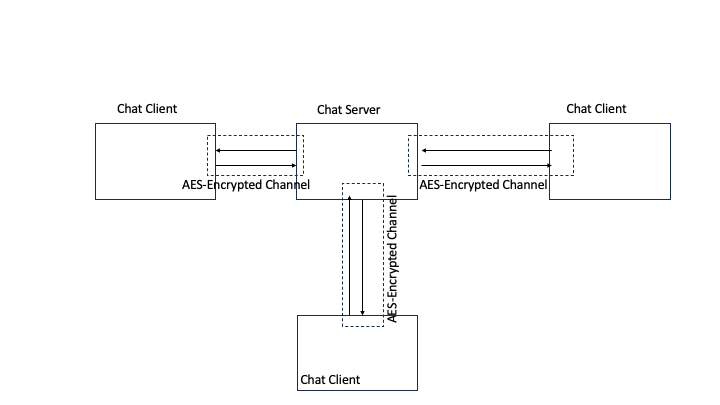 Chat Client
Chat Server
Chat Client
AES-Encrypted Channel
AES-Encrypted Channel
AES-Encrypted Channel
Chat Client